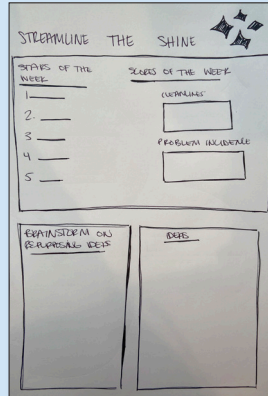 STREAMLINE THE SHINE
STARS OF THE WEEK
1
2.
3
4
5
SCORES OF THE WEEK
CLEANLINESS
PROBLEM INCIDENCE
BRAINSTORM ON
REPURPOSING IDEAS
IDEAS